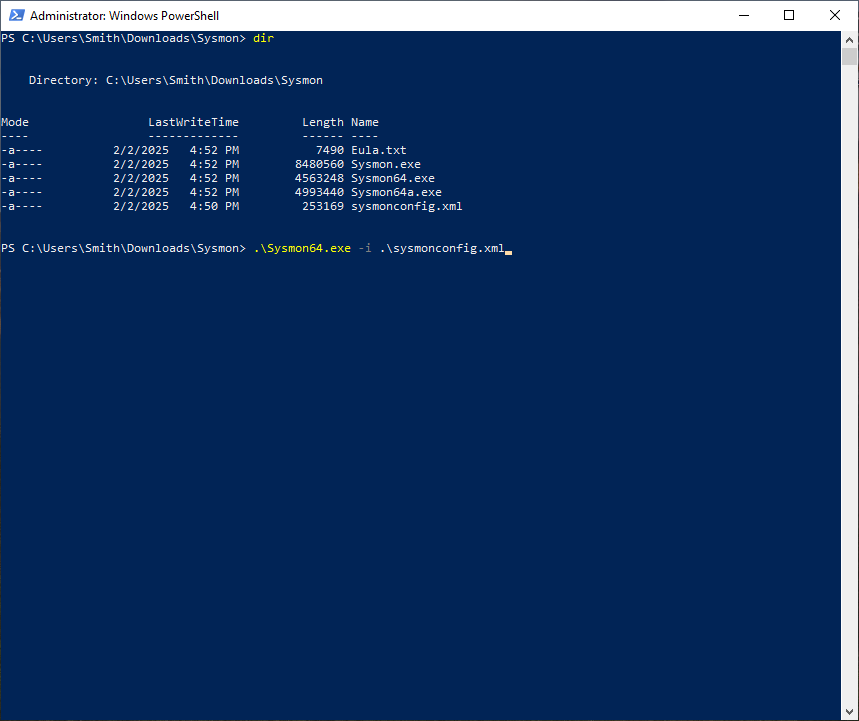 Administrator: Windows PowerShell
PS C:\Users\Smith\Downloads\Sysmon> dir
Directory: C:\Users\Smith\Downloads\Sysmon
Mode                 LastWriteTime         Length Name
----                 -------------         ------ ----
-a----          2/2/2025   4:52 PM           7490 Eula.txt
-a----          2/2/2025   4:52 PM        8480560 Sysmon.exe
-a----          2/2/2025   4:52 PM        4563248 Sysmon64.exe
-a----          2/2/2025   4:52 PM        4993440 Sysmon64a.exe
-a----          2/2/2025   4:50 PM         253169 sysmonconfig.xml
PS C:\Users\Smith\Downloads\Sysmon> .\Sysmon64.exe -i .\sysmonconfig.xml